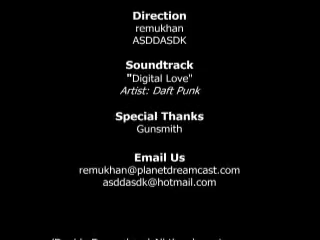 Direction
remukhan
ASDDASDK
Soundtrack
"Digital Love"
Artist: Daft Punk
Special Thanks
Gunsmith
Email Us
remukhan@planetdreamcast.com
asddasdk@hotmail.com